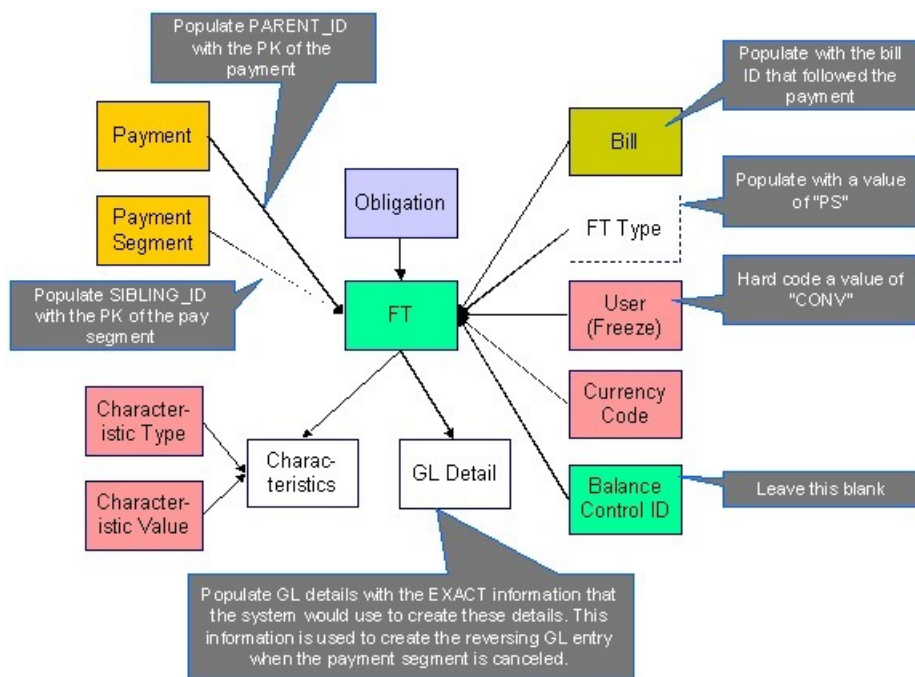 Populate PARENT_ID
with the PK of the
payment
Populate with the bill
ID that followed the
payment
Payment
Bill
Obligation
Populate with a value
of "PS"
Payment
Segment
FT Type
Populate SIBLING_ID
with the PK of the pay
segment
FT
User
(Freeze)
Hard code a value of
"CONV"
Currency
Code
Character-
istic Type
Charac-
teristics
GL Detail
Balance
Control ID
Leave this blank
Character-
istic Value
Populate GL details with the EXACT information that
the system would use to create these details. This
information is used to create the reversing GL entry
when the payment segment is canceled.